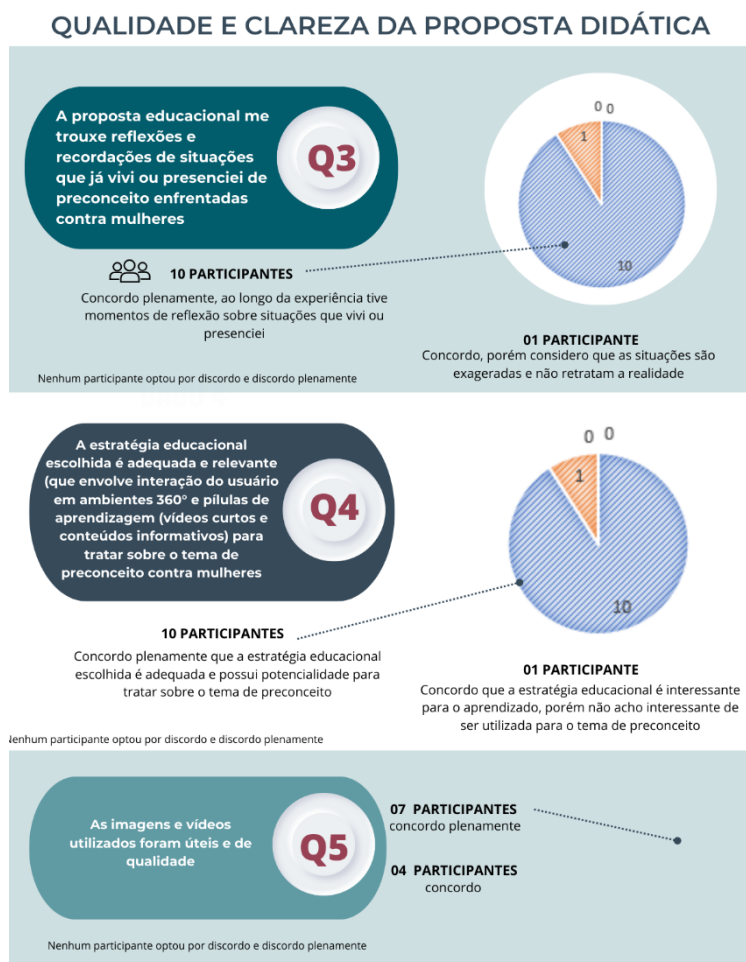 QUALIDADE E CLAREZA DA PROPOSTA DIDÁTICA
A proposta educacional me
trouxe reflexões e
recordações de situações
que já vivi ou presenciei de
preconceito enfrentadas
contra mulheres
Q3
0 0
1
10
10 PARTICIPANTES
Concordo plenamente, ao longo da experiência tive
momentos de reflexão sobre situações que vivi ou
presenciei
01 PARTICIPANTE
Concordo, porém considero que as situações são
exageradas e não retratam a realidade
Nenhum participante optou por discordo e discordo plenamente
A estratégia educacional
escolhida é adequada e relevante
(que envolve interação do usuário
em ambientes 360° e pílulas de
aprendizagem (vídeos curtos e
conteúdos informativos) para
tratar sobre o tema de
preconceito contra mulheres
Q4
0 0
1
10
10 PARTICIPANTES
Concordo plenamente que a estratégia educacional
escolhida é adequada e possui potencialidade para
tratar sobre o tema de preconceito
01 PARTICIPANTE
Concordo que a estratégia educacional é interessante
para o aprendizado, porém não acho interessante de
ser utilizada para o tema de preconceito
Nenhum participante optou por discordo e discordo plenamente
As imagens e vídeos
utilizados foram úteis e de
qualidade
Q5
07 PARTICIPANTES
concordo plenamente
04 PARTICIPANTES
concordo
Nenhum participante optou por discordo e discordo plenamente